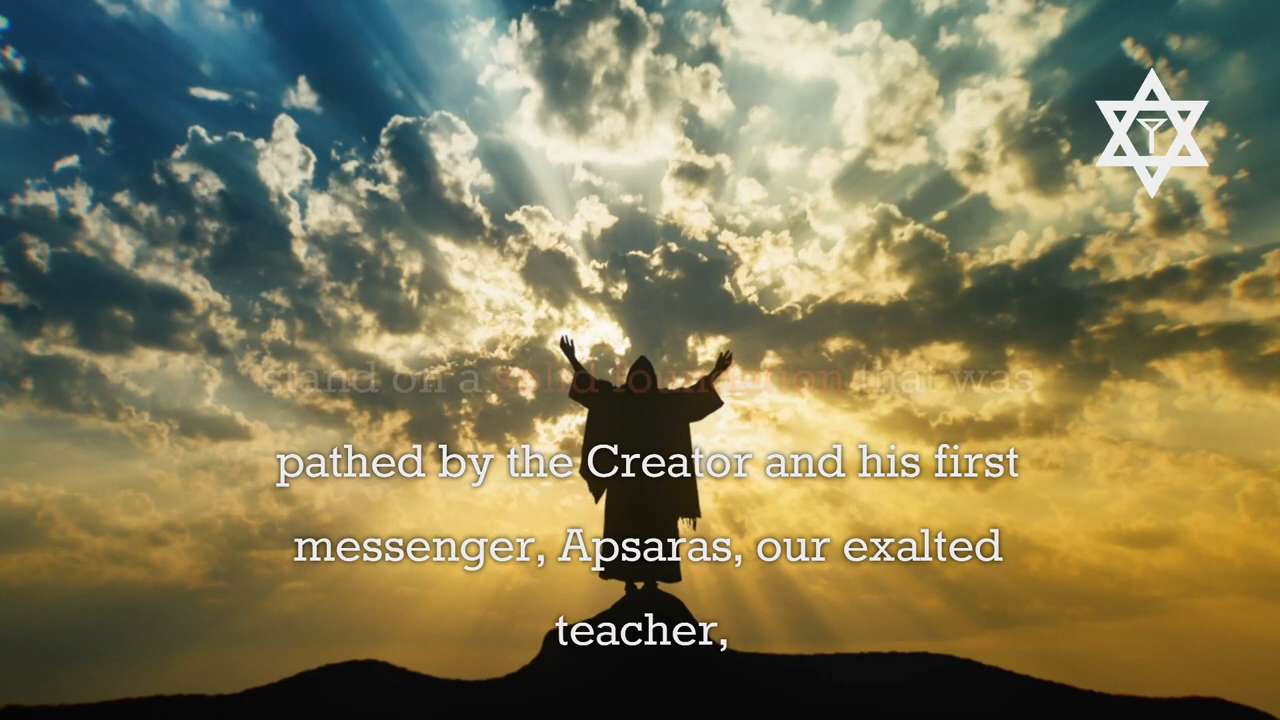 stand on a solid foundation that was
pathed by the Creator and his first
messenger, Apsaras, our exalted
teacher,